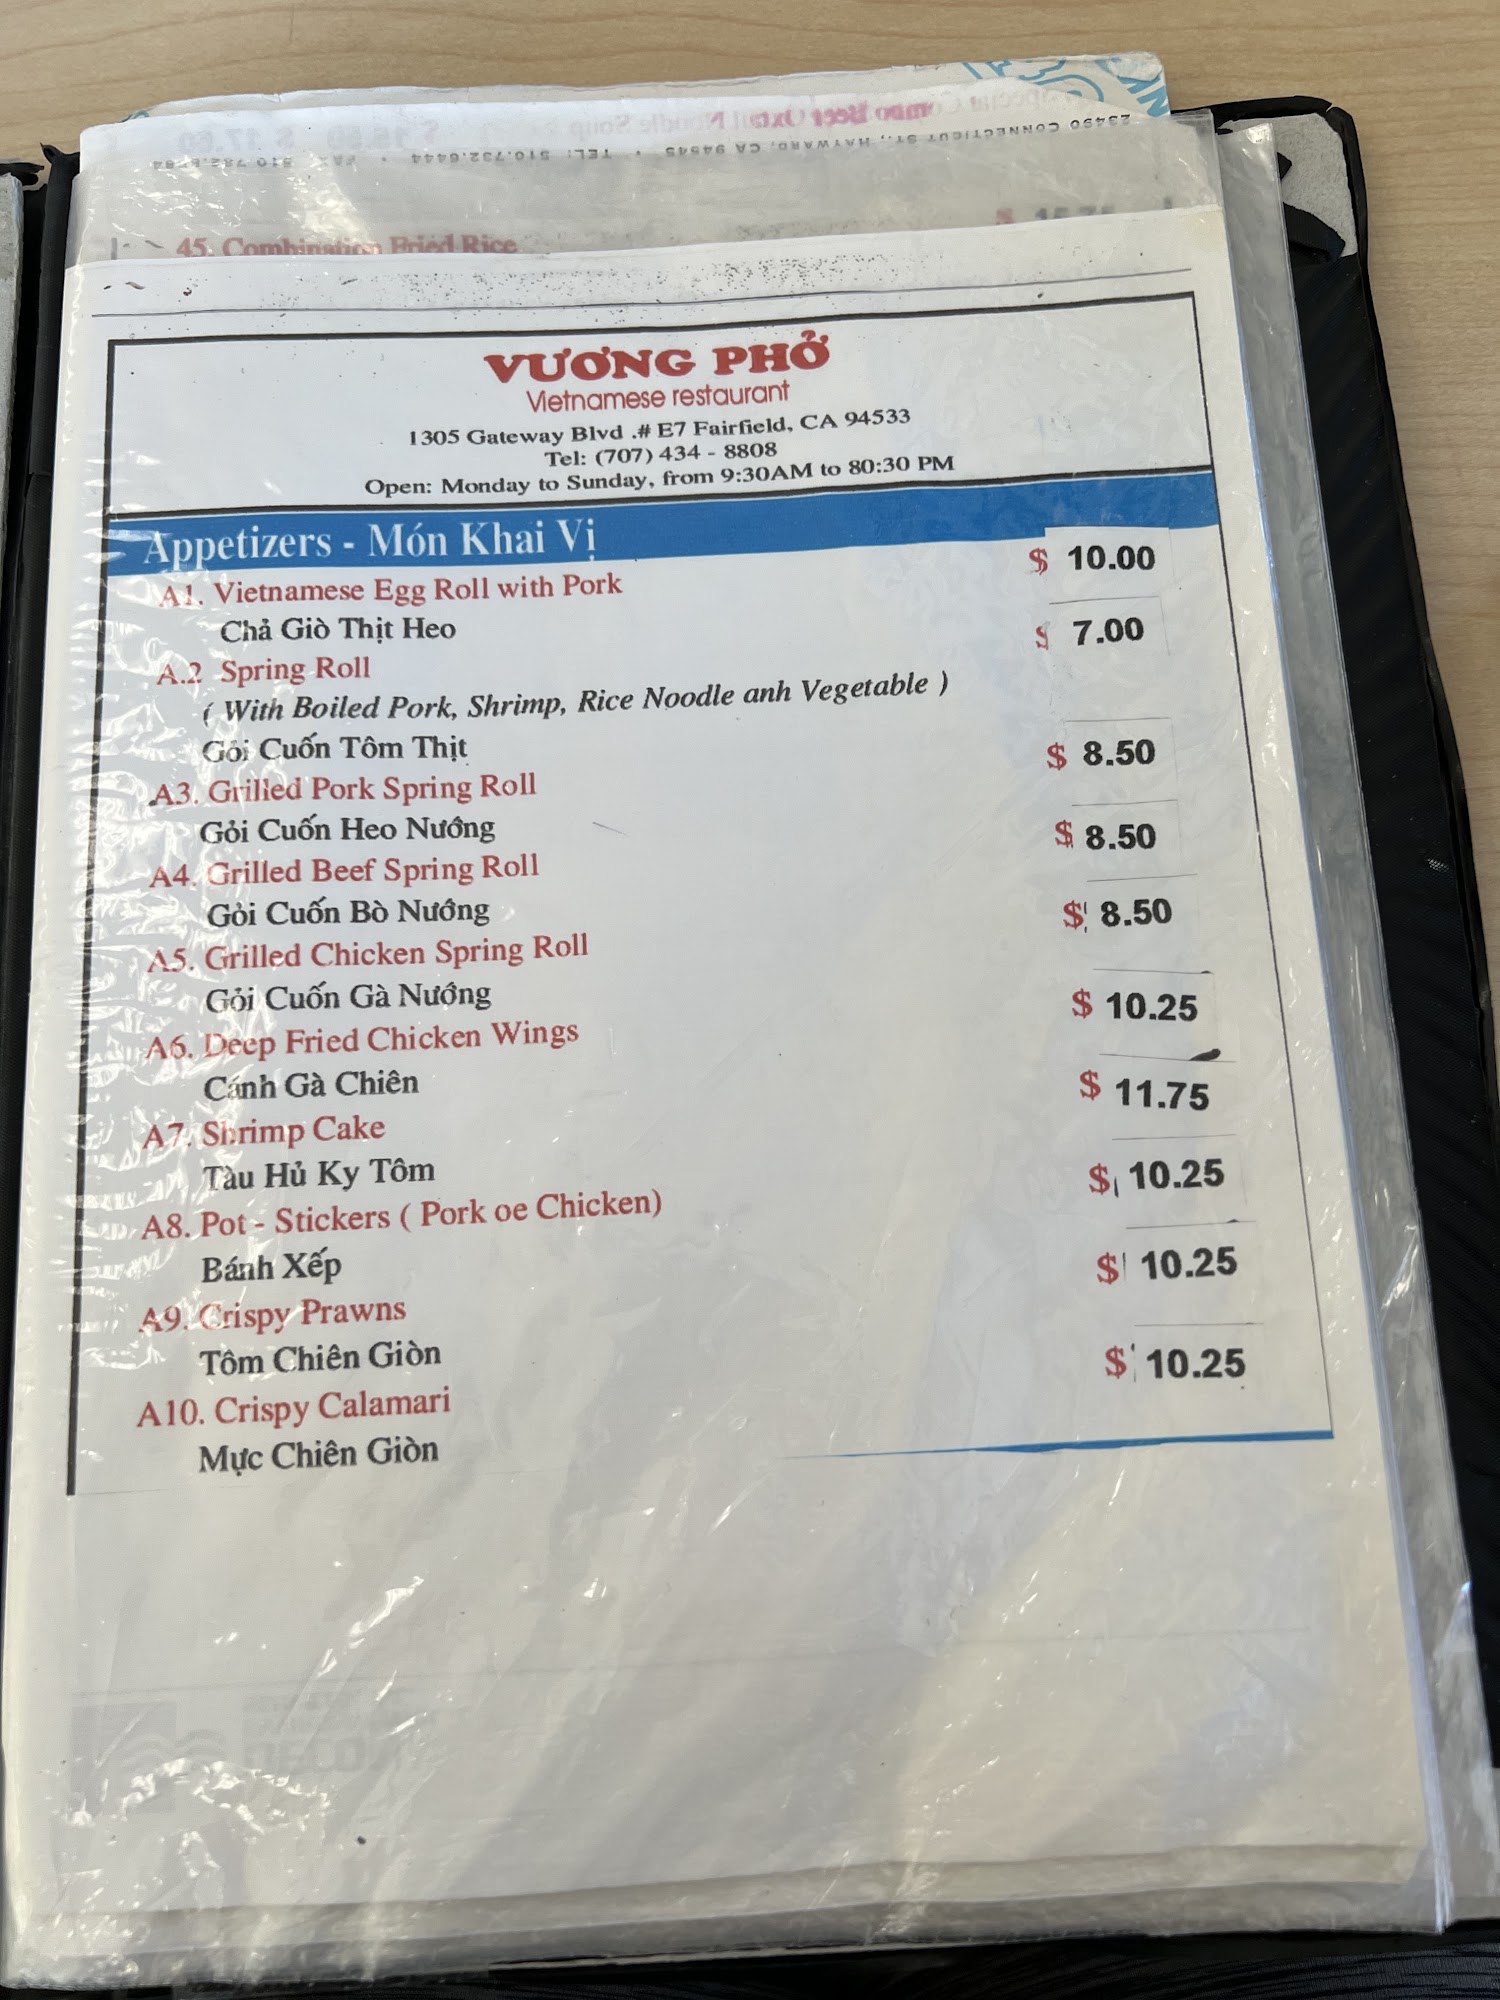 45. Combination Fried Rice
VƯƠNG PHỞ
Vietnamese restaurant
1305 Gateway Blvd .# E7 Fairfield, CA 94533
Tel: (707) 434 - 8808
Open: Monday to Sunday, from 9:30AM to 80:30 PM
Appetizers - Món Khai Vị
A1. Vietnamese Egg Roll with Pork $ 10.00
Chả Giò Thịt Heo
A.2 Spring Roll $ 7.00
( With Boiled Pork, Shrimp, Rice Noodle anh Vegetable )
Gỏi Cuốn Tôm Thịt
A3. Grilled Pork Spring Roll $ 8.50
Gỏi Cuốn Heo Nướng
A4. Grilled Beef Spring Roll $ 8.50
Gỏi Cuốn Bò Nướng
A5. Grilled Chicken Spring Roll $ 8.50
Gỏi Cuốn Gà Nướng
A6. Deep Fried Chicken Wings $ 10.25
Cánh Gà Chiên
A7. Shrimp Cake $ 11.75
Tàu Hủ Ky Tôm
A8. Pot - Stickers ( Pork oe Chicken) $ 10.25
Bánh Xếp
A9. Crispy Prawns $ 10.25
Tôm Chiên Giòn
A10. Crispy Calamari $ 10.25
Mực Chiên Giòn